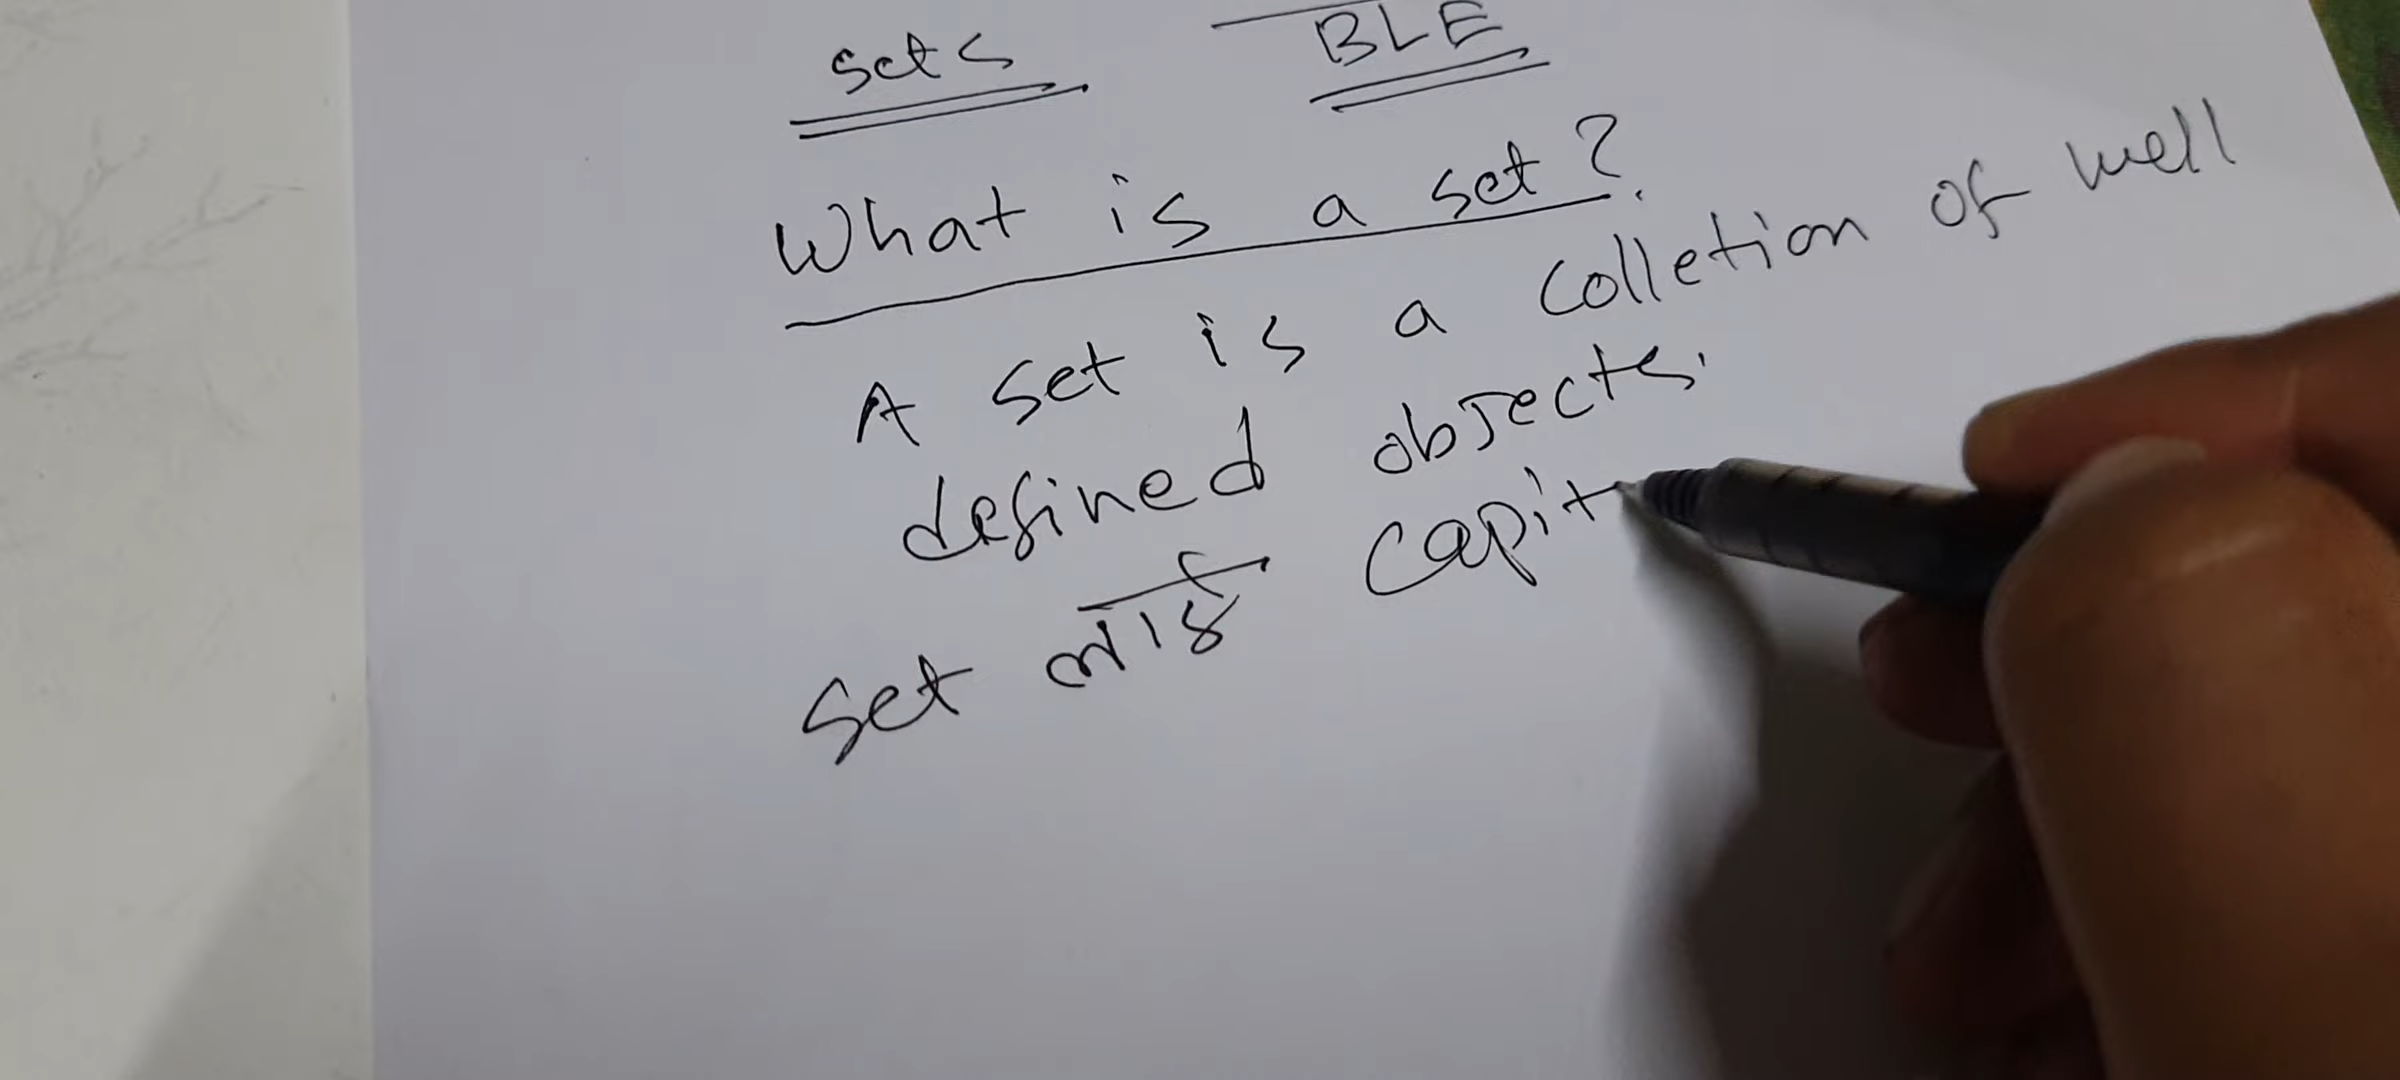 sets BLE
What is a set?
A set is a colletion of well
defined objects.
set लाई capit